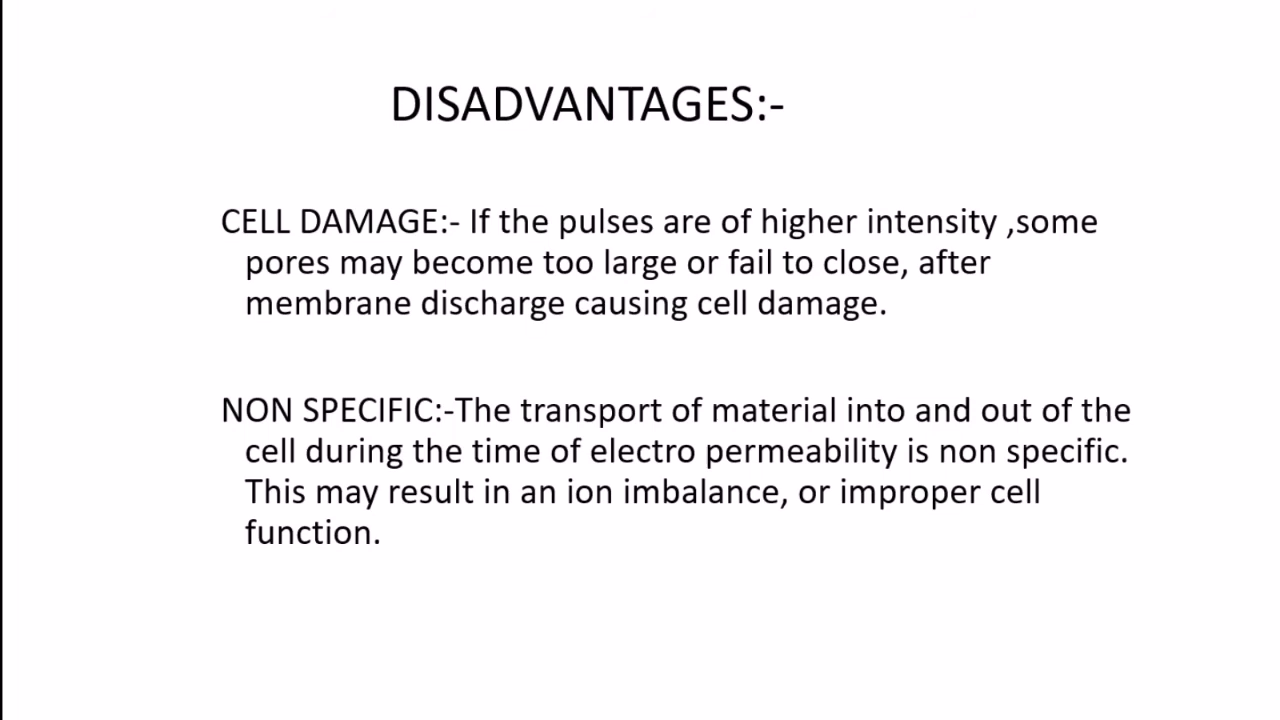 DISADVANTAGES:-
CELL DAMAGE:- If the pulses are of higher intensity ,some
pores may become too large or fail to close, after
membrane discharge causing cell damage.
NON SPECIFIC:-The transport of material into and out of the
cell during the time of electro permeability is non specific.
This may result in an ion imbalance, or improper cell
function.